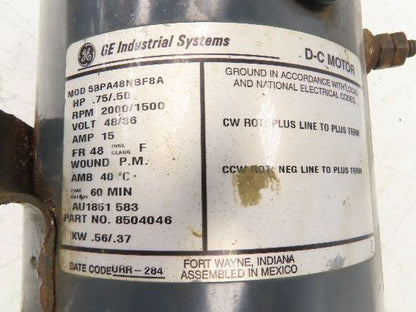 GE Industrial Systems
D-C MOTOR
MOD 5BPA48NBF8A
HP .75/.50
RPM 2000/1500
VOLT 48/36
AMP 15
FR 48 INSL CLASS F
WOUND P.M.
AMB 40 °C
60 MIN
AU1851 583
PART NO. 8504046
KW .56/.37
GROUND IN ACCORDANCE WITH LOCAL
AND NATIONAL ELECTRICAL CODES.
CW ROT: PLUS LINE TO PLUS TERM
CCW ROT: NEG LINE TO PLUS TERM
DATE CODE URR-284
FORT WAYNE, INDIANA
ASSEMBLED IN MEXICO